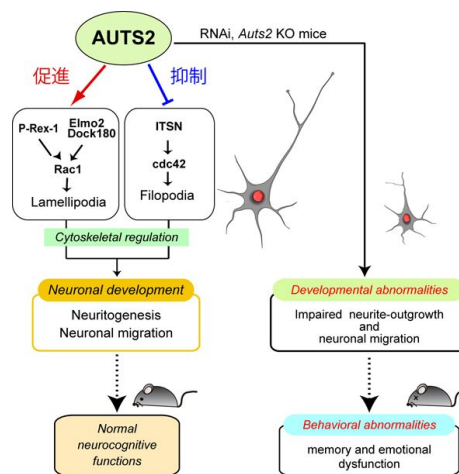 AUTS2
RNAi, Auts2 KO mice
促進
抑制
P-Rex-1
Elmo2
Dock180
Rac1
Lamellipodia
ITSN
cdc42
Filopodia
Cytoskeletal regulation
Neuronal development
Neuritogenesis
Neuronal migration
Developmental abnormalities
Impaired neurite-outgrowth
and
neuronal migration
Normal
neurocognitive
functions
Behavioral abnormalities
memory and emotional
dysfunction